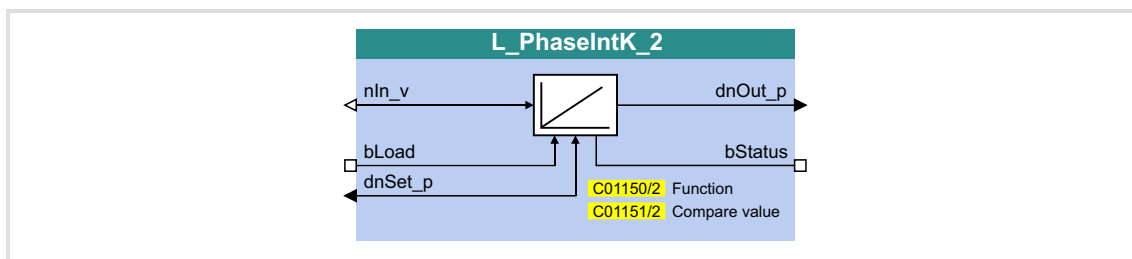 L_PhaseIntK_2
nIn_v
dnOut_p
bLoad
bStatus
dnSet_p
C01150/2 Function
C01151/2 Compare value